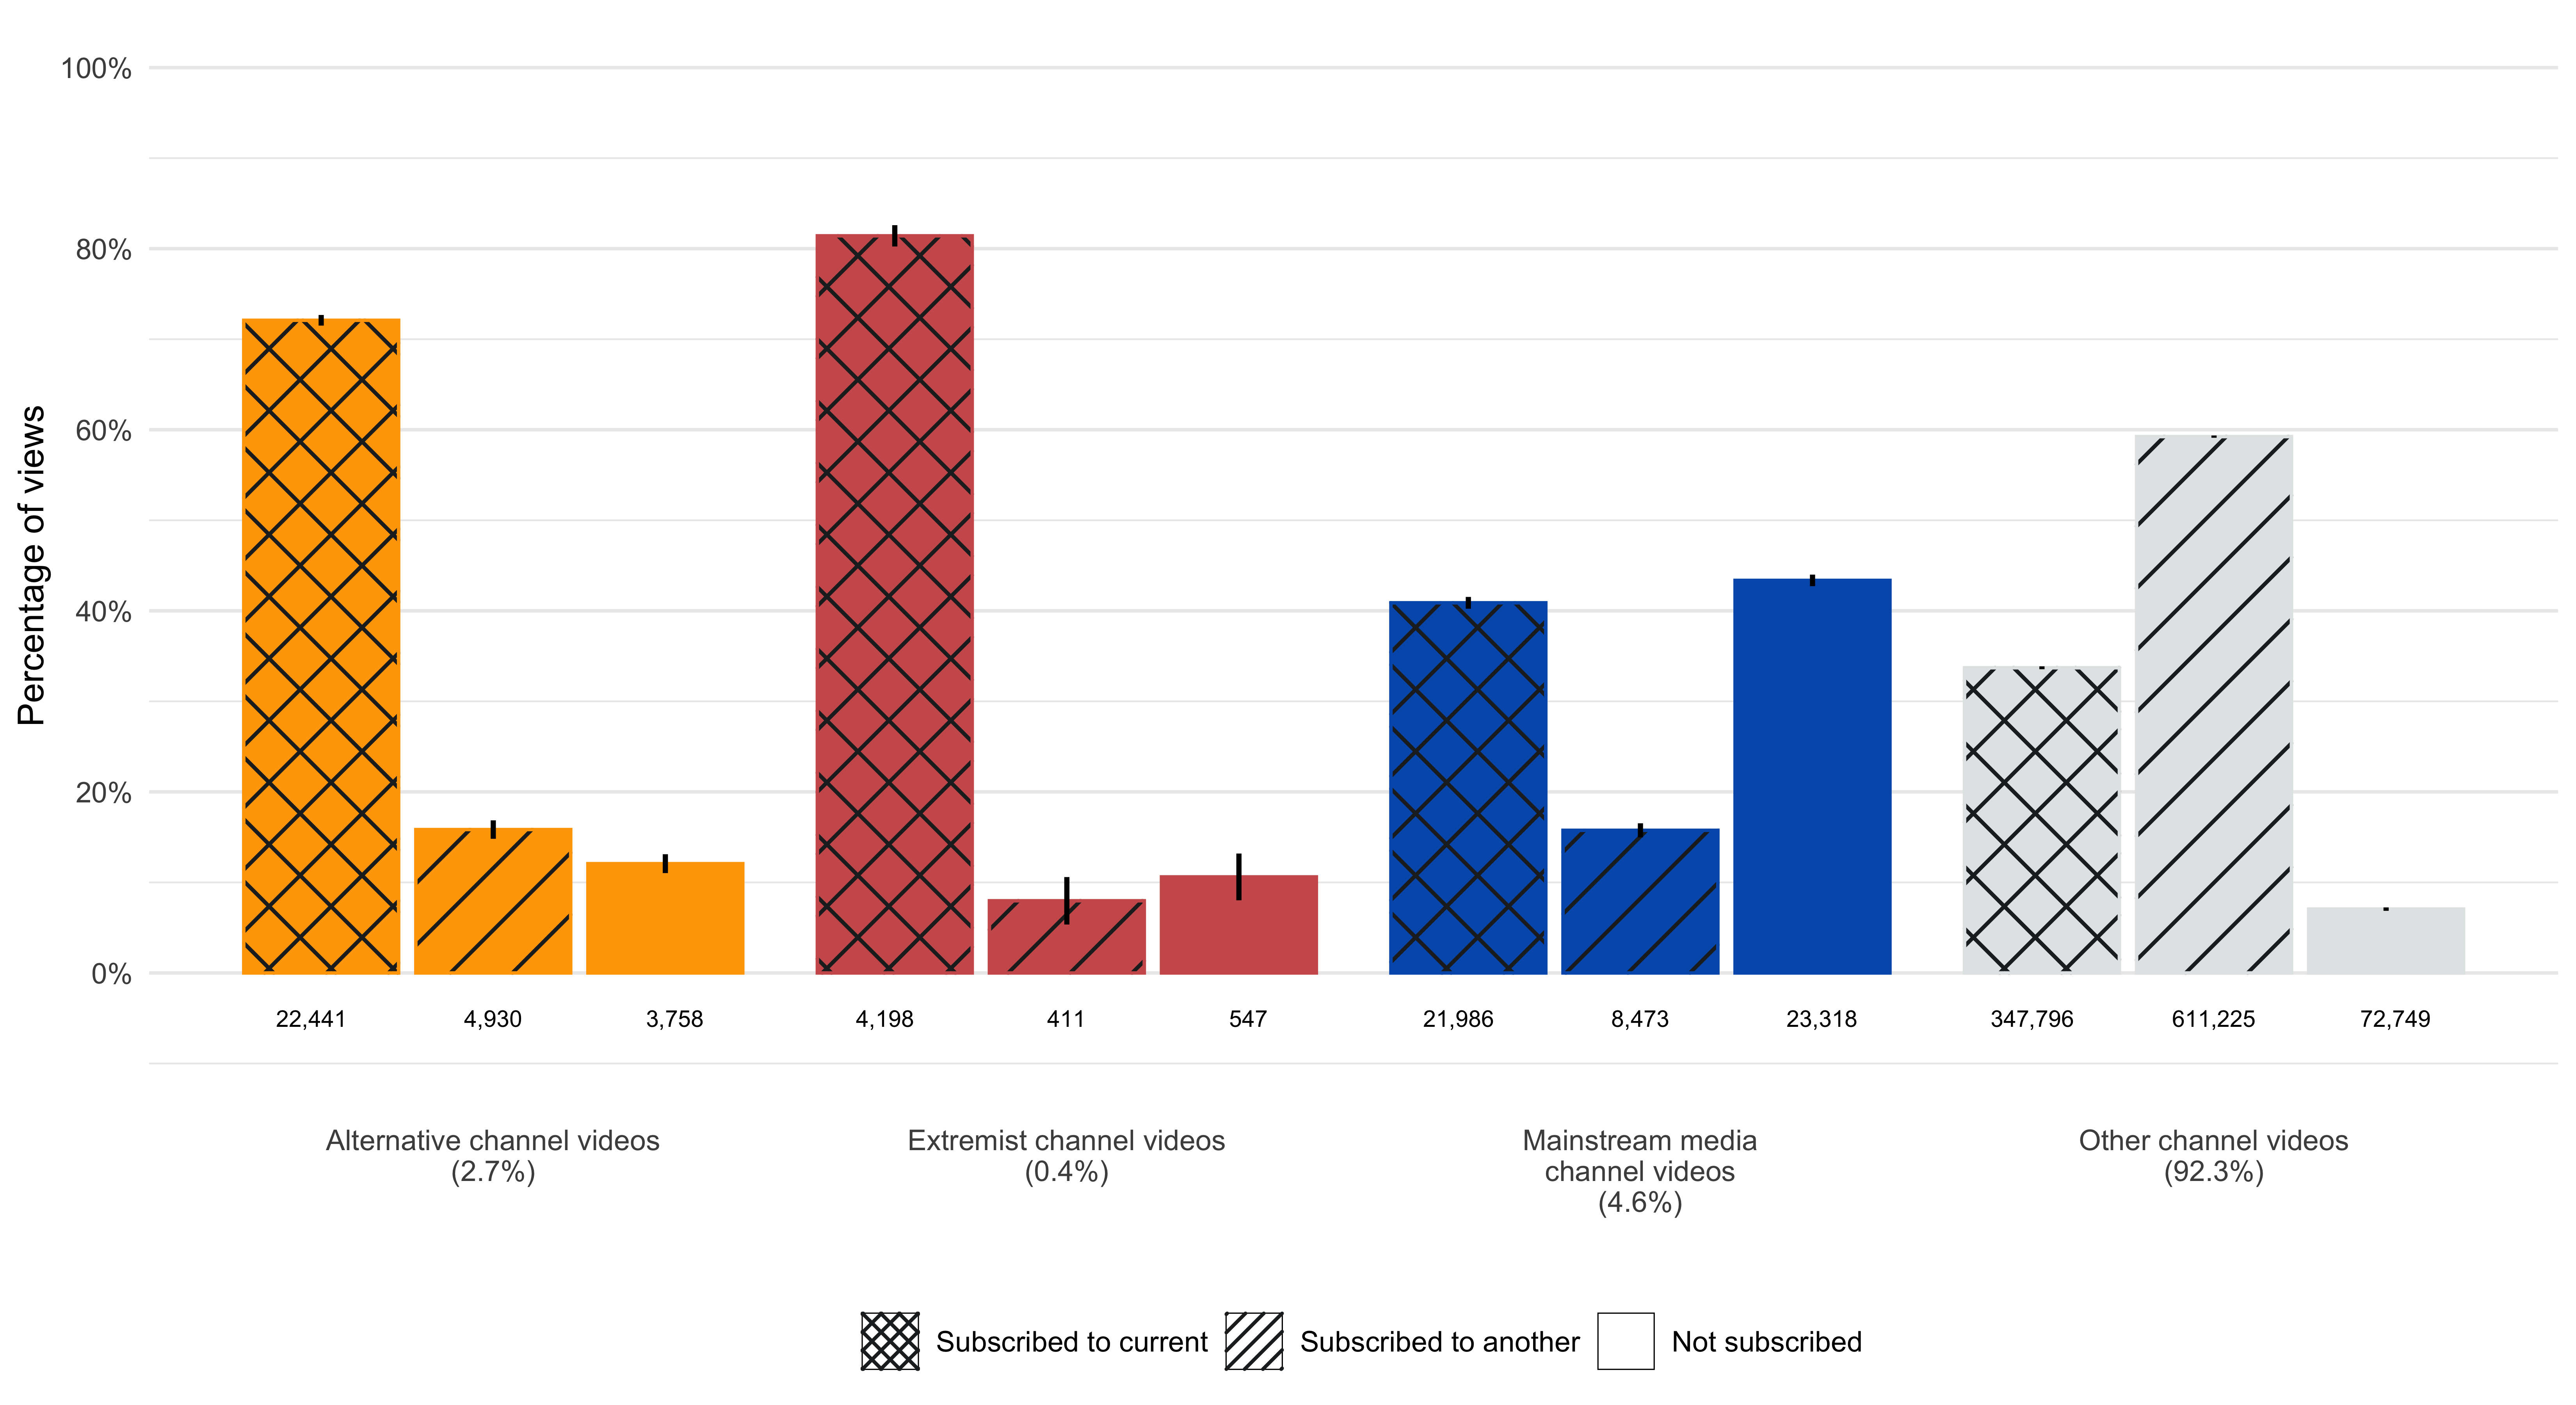 Percentage of views
100%
80%
60%
40%
20%
0%
22,441 4,930 3,758 4,198 411 547 21,986 8,473 23,318 347,796 611,225 72,749
Alternative channel videos
(2.7%)
Extremist channel videos
(0.4%)
Mainstream media
channel videos
(4.6%)
Other channel videos
(92.3%)
Subscribed to current Subscribed to another Not subscribed